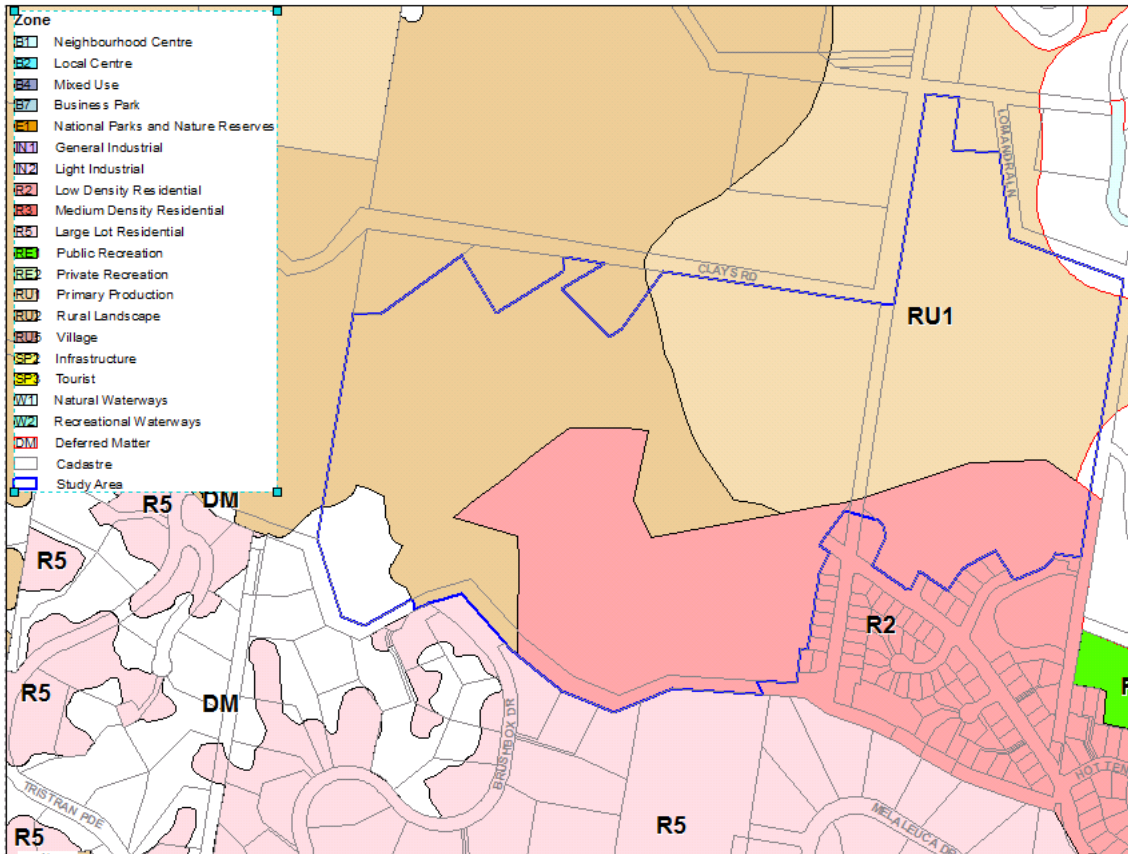 Zone
B1 Neighbourhood Centre
B2 Local Centre
B4 Mixed Use
B7 Business Park
E1 National Parks and Nature Reserves
IN1 General Industrial
IN2 Light Industrial
R2 Low Density Residential
R3 Medium Density Residential
R5 Large Lot Residential
RE1 Public Recreation
RE2 Private Recreation
RU1 Primary Production
RU2 Rural Landscape
RU5 Village
SP2 Infrastructure
SP3 Tourist
W1 Natural Waterways
W2 Recreational Waterways
DM Deferred Matter
Cadastre
Study Area
LOMANDRA LN
CLAYS RD
RU1
R5
DM
R5
R2
R5
DM
BRUSHBOX DR
TRISTRAN PDE
R5
R5
MELALEUCA DR
HOTTEN